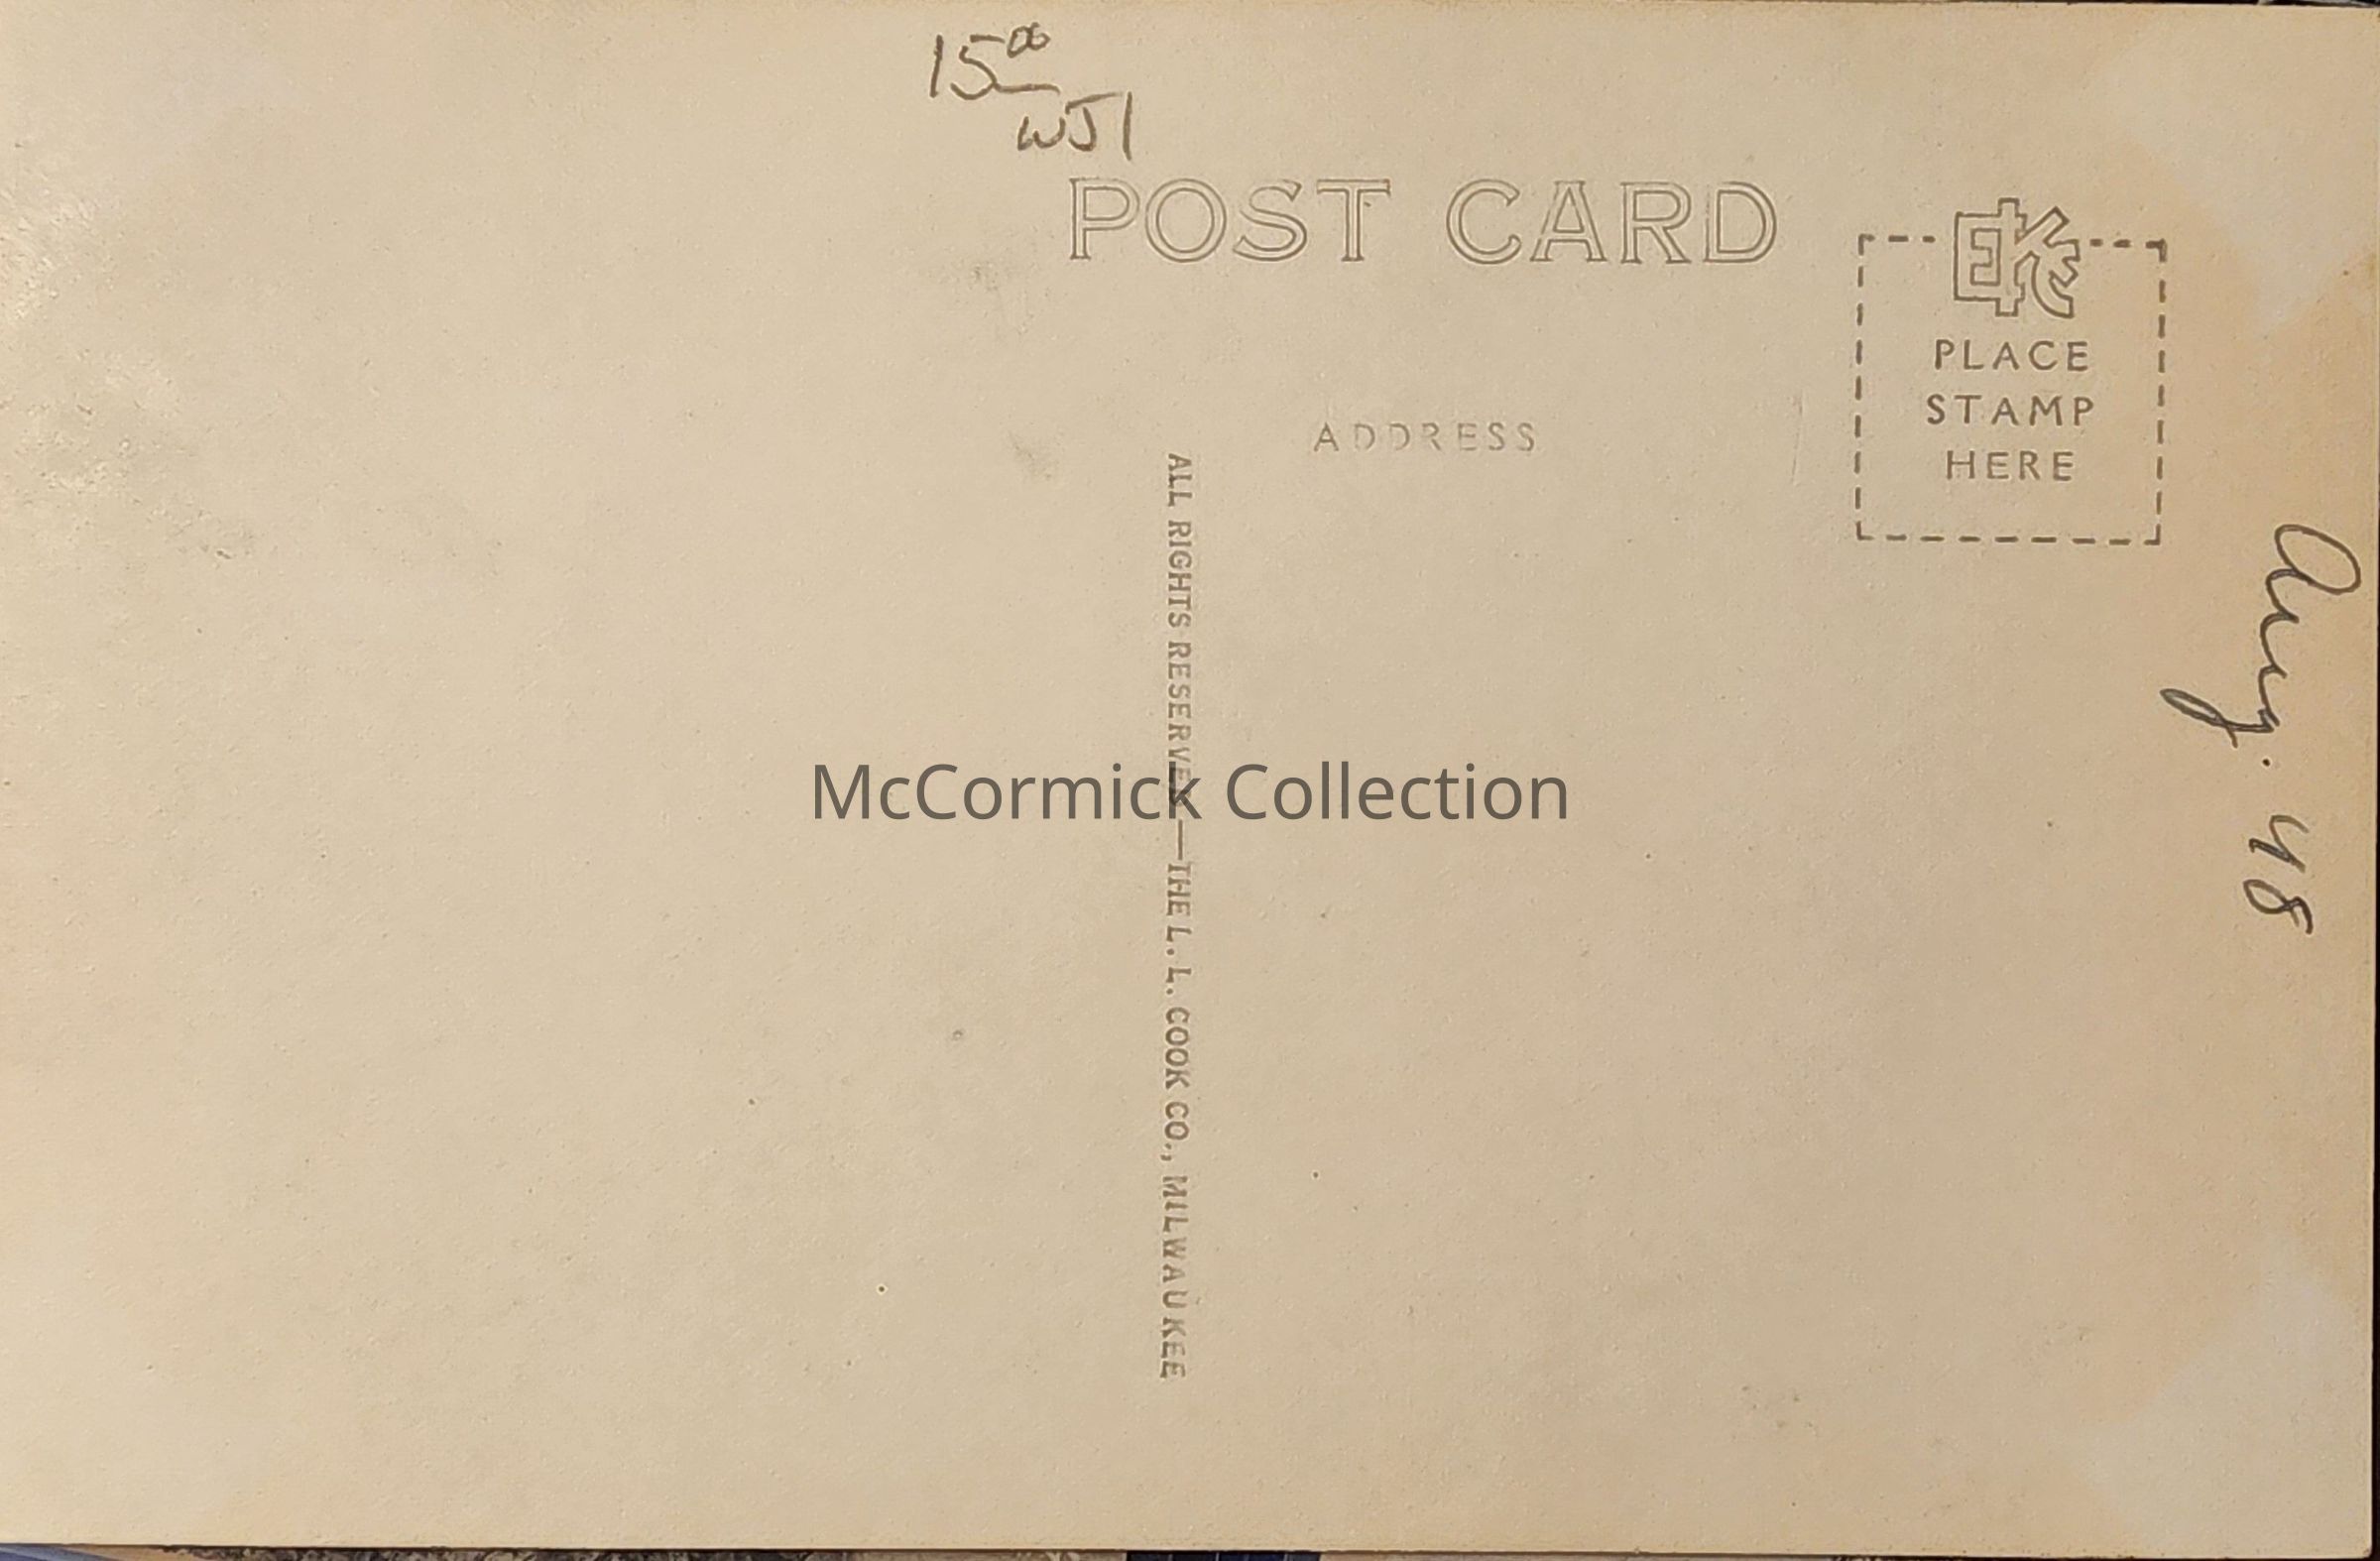 15⁰⁰
WJ1
POST CARD
EKC
PLACE
STAMP
HERE
ADDRESS
ALL RIGHTS RESERVED—THE L. L. COOK CO., MILWAUKEE
Aug. 48
McCormick Collection